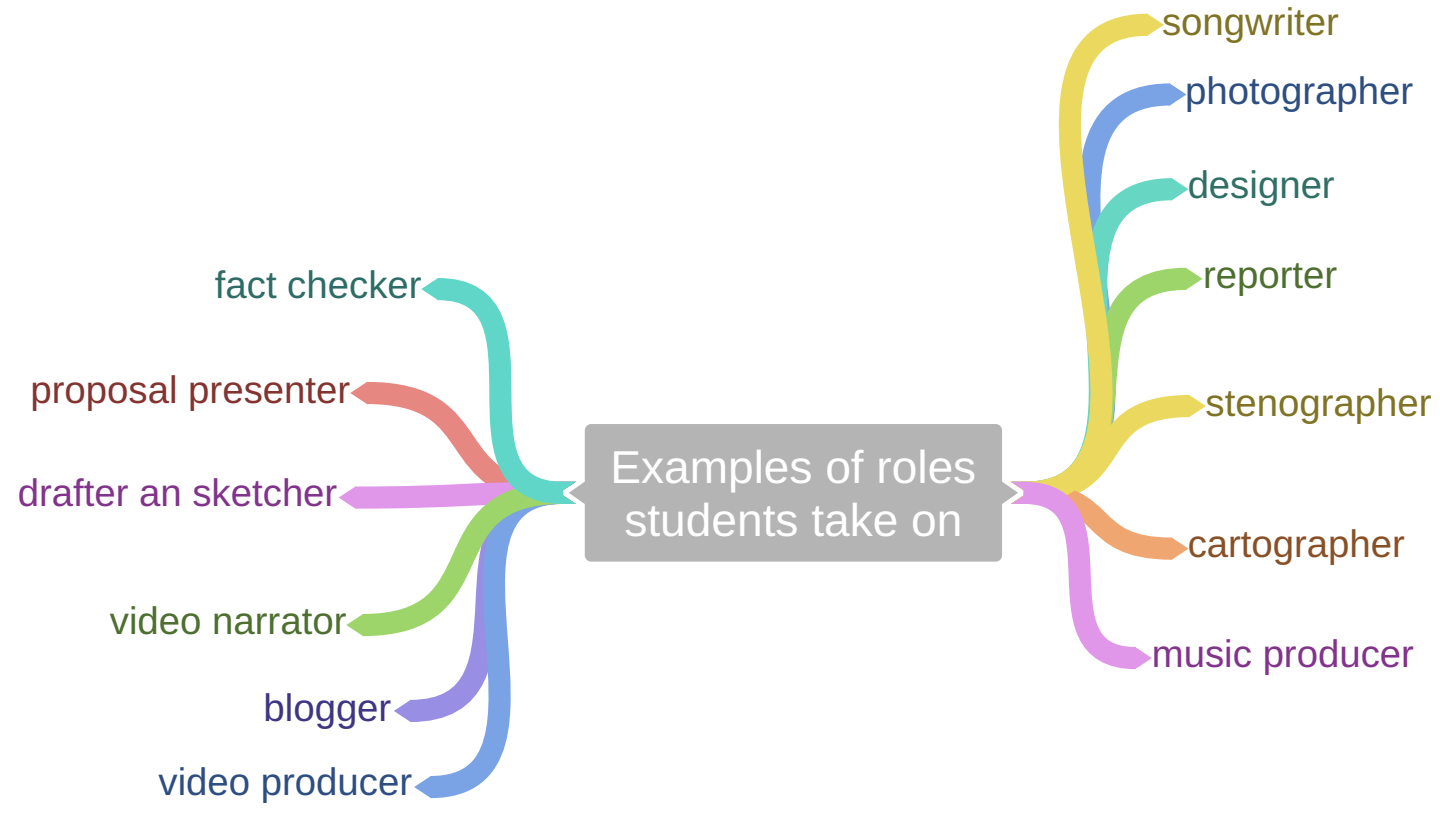 songwriter
photographer
designer
reporter
stenographer
cartographer
music producer
Examples of roles
students take on
fact checker
proposal presenter
drafter an sketcher
video narrator
blogger
video producer